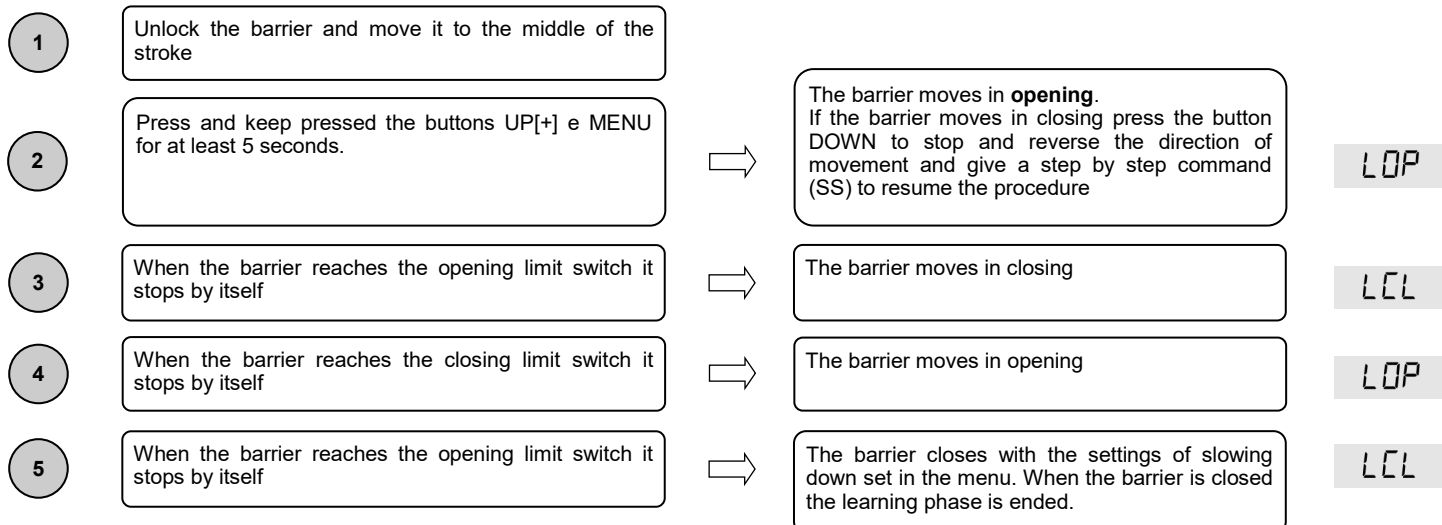 1
Unlock the barrier and move it to the middle of the
stroke
2
Press and keep pressed the buttons UP[+] e MENU
for at least 5 seconds.
The barrier moves in opening.
If the barrier moves in closing press the button
DOWN to stop and reverse the direction of
movement and give a step by step command
(SS) to resume the procedure
LOP
3
When the barrier reaches the opening limit switch it
stops by itself
The barrier moves in closing
LCL
4
When the barrier reaches the closing limit switch it
stops by itself
The barrier moves in opening
LOP
5
When the barrier reaches the opening limit switch it
stops by itself
The barrier closes with the settings of slowing
down set in the menu. When the barrier is closed
the learning phase is ended.
LCL